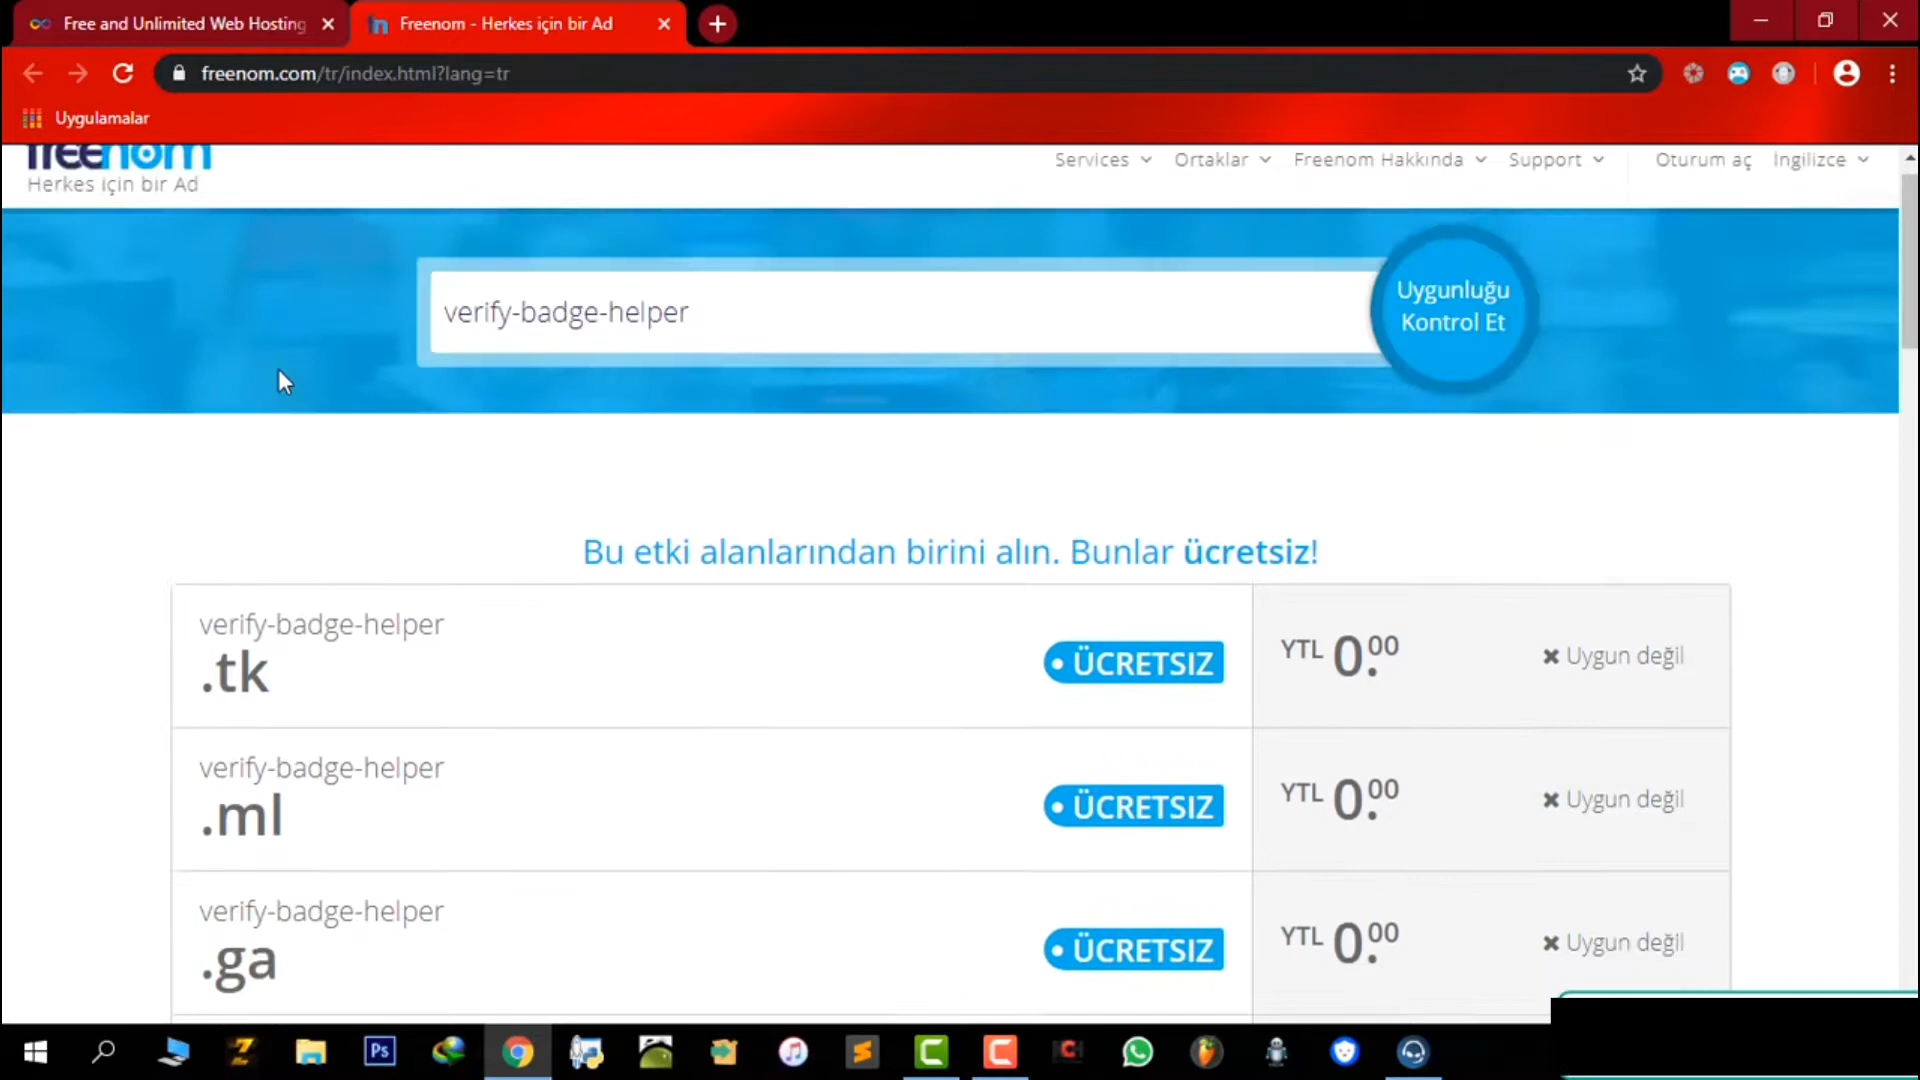 Free and Unlimited Web Hosting
Freenom - Herkes için bir Ad
freenom.com/tr/index.html?lang=tr
Uygulamalar
freenom
Herkes için bir Ad
Services
Ortaklar
Freenom Hakkında
Support
Oturum aç
İngilizce
verify-badge-helper
Uygunluğu
Kontrol Et
Bu etki alanlarından birini alın. Bunlar ücretsiz!
verify-badge-helper
.tk
ÜCRETSIZ
YTL 0.00
Uygun değil
verify-badge-helper
.ml
ÜCRETSIZ
YTL 0.00
Uygun değil
verify-badge-helper
.ga
ÜCRETSIZ
YTL 0.00
Uygun değil
Ps